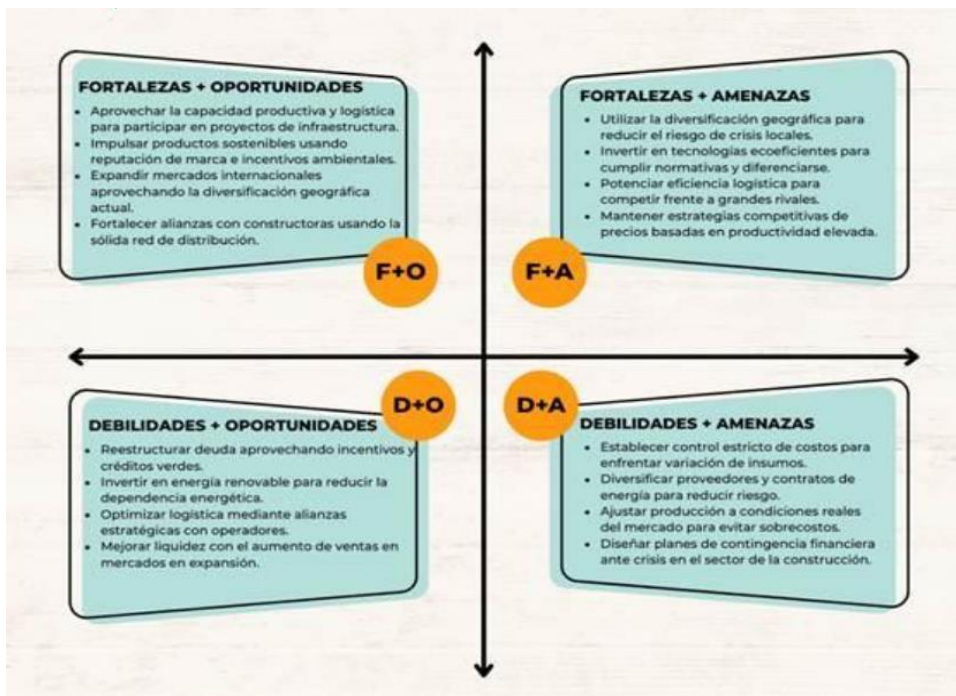 FORTALEZAS + OPORTUNIDADES
• Aprovechar la capacidad productiva y logística
para participar en proyectos de infraestructura.
• Impulsar productos sostenibles usando
reputación de marca e incentivos ambientales.
• Expandir mercados internacionales
aprovechando la diversificación geográfica
actual.
• Fortalecer alianzas con constructoras usando la
sólida red de distribución.
F+O
FORTALEZAS + AMENAZAS
• Utilizar la diversificación geográfica para
reducir el riesgo de crisis locales.
• Invertir en tecnologías ecoeficientes para
cumplir normativas y diferenciarse.
• Potenciar eficiencia logística para
competir frente a grandes rivales.
• Mantener estrategias competitivas de
precios basadas en productividad elevada.
F+A
D+O
DEBILIDADES + OPORTUNIDADES
• Reestructurar deuda aprovechando incentivos y
créditos verdes.
• Invertir en energía renovable para reducir la
dependencia energética.
• Optimizar logística mediante alianzas
estratégicas con operadores.
• Mejorar liquidez con el aumento de ventas en
mercados en expansión.
D+A
DEBILIDADES + AMENAZAS
• Establecer control estricto de costos para
enfrentar variación de insumos.
• Diversificar proveedores y contratos de
energía para reducir riesgo.
• Ajustar producción a condiciones reales
del mercado para evitar sobrecostos.
• Diseñar planes de contingencia financiera
ante crisis en el sector de la construcción.